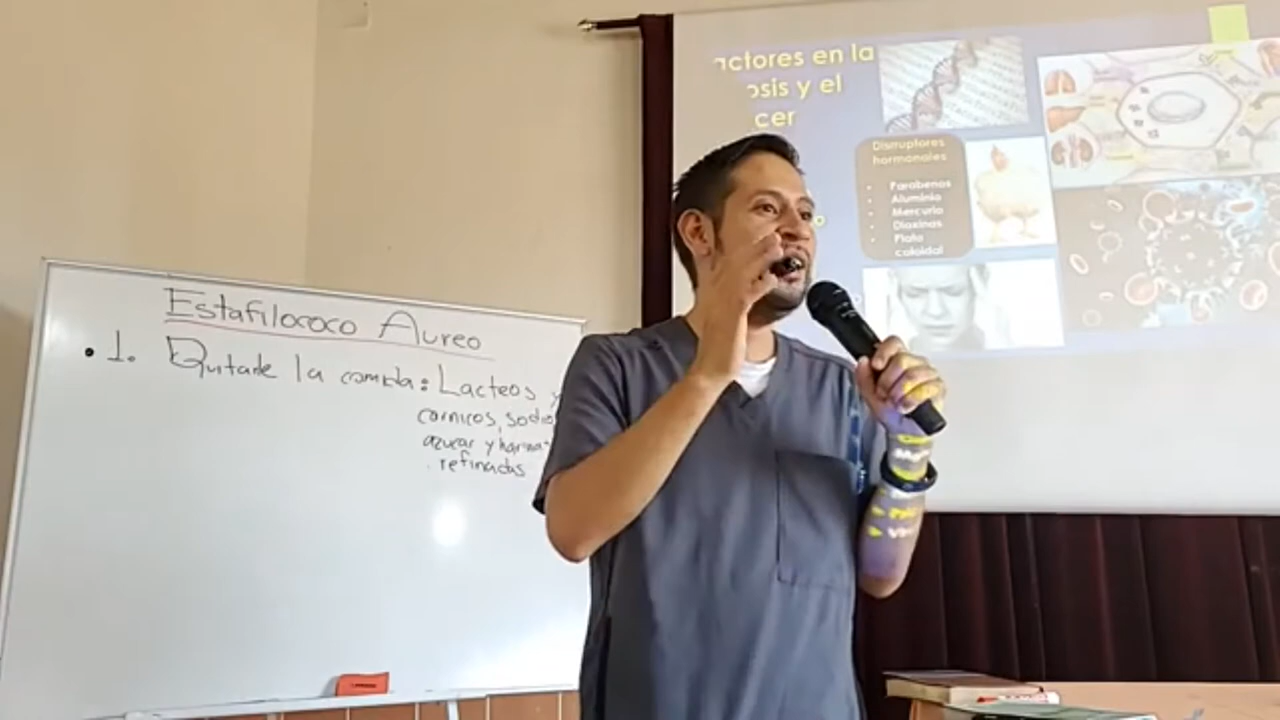 Estafilococo Aureo
• 1. Quitarle la comida: Lacteos y
carnicos, sodio
azucar y harinas
refinadas
actores en la
osis y el
cer
Disruptores
hormonales
• Parabenos
• Aluminio
• Mercurio
• Dioxinas
• Plata
coloidal